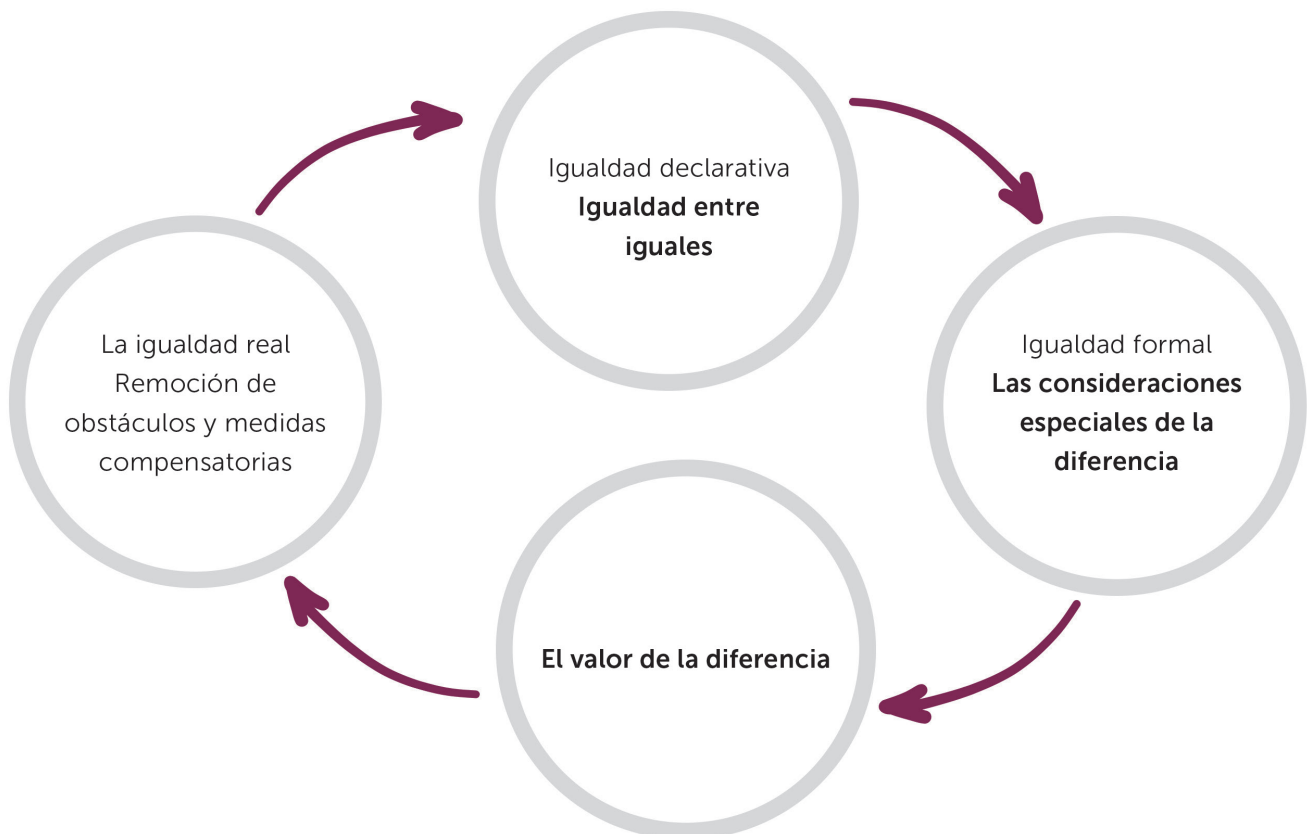 Igualdad declarativa
Igualdad entre
iguales
Igualdad formal
Las consideraciones
especiales de la
diferencia
El valor de la diferencia
La igualdad real
Remoción de
obstáculos y medidas
compensatorias